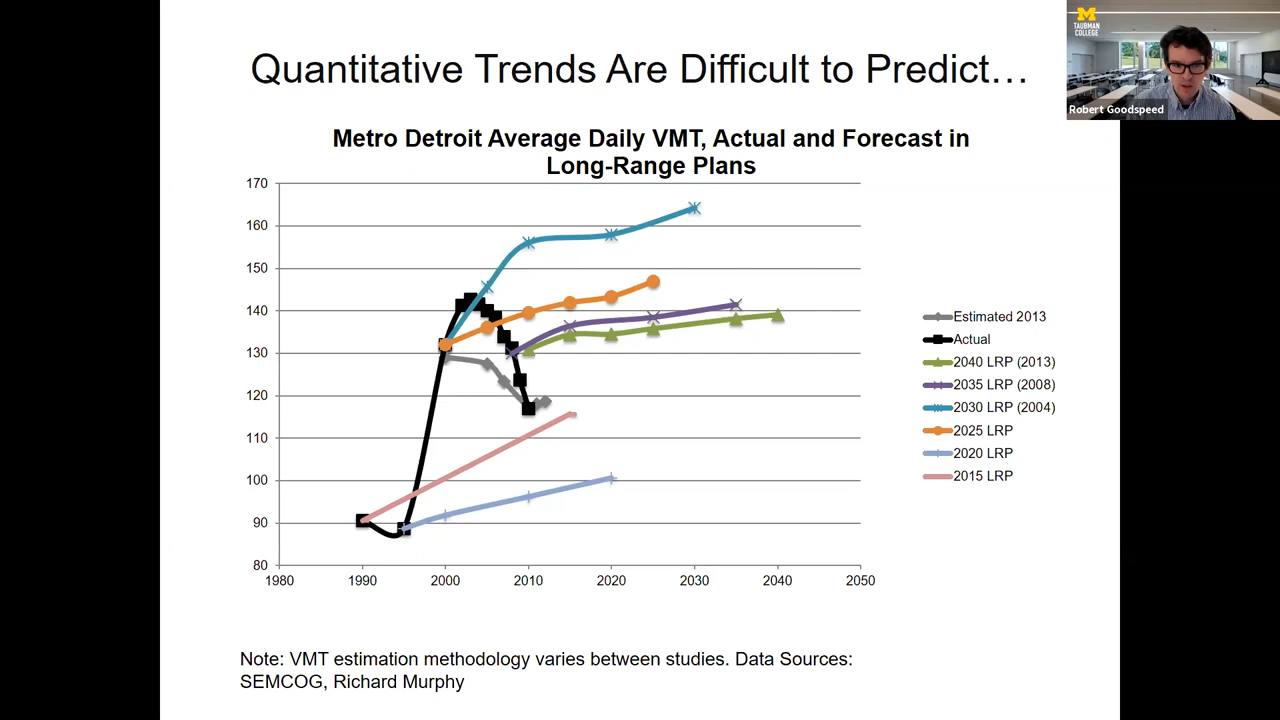 Quantitative Trends Are Difficult to Predict…
M
TAUBMAN
COLLEGE
Robert Goodspeed
Metro Detroit Average Daily VMT, Actual and Forecast in
Long-Range Plans
170
160
150
140
130
120
110
100
90
80
1980
1990
2000
2010
2020
2030
2040
2050
Estimated 2013
Actual
2040 LRP (2013)
2035 LRP (2008)
2030 LRP (2004)
2025 LRP
2020 LRP
2015 LRP
Note: VMT estimation methodology varies between studies. Data Sources:
SEMCOG, Richard Murphy